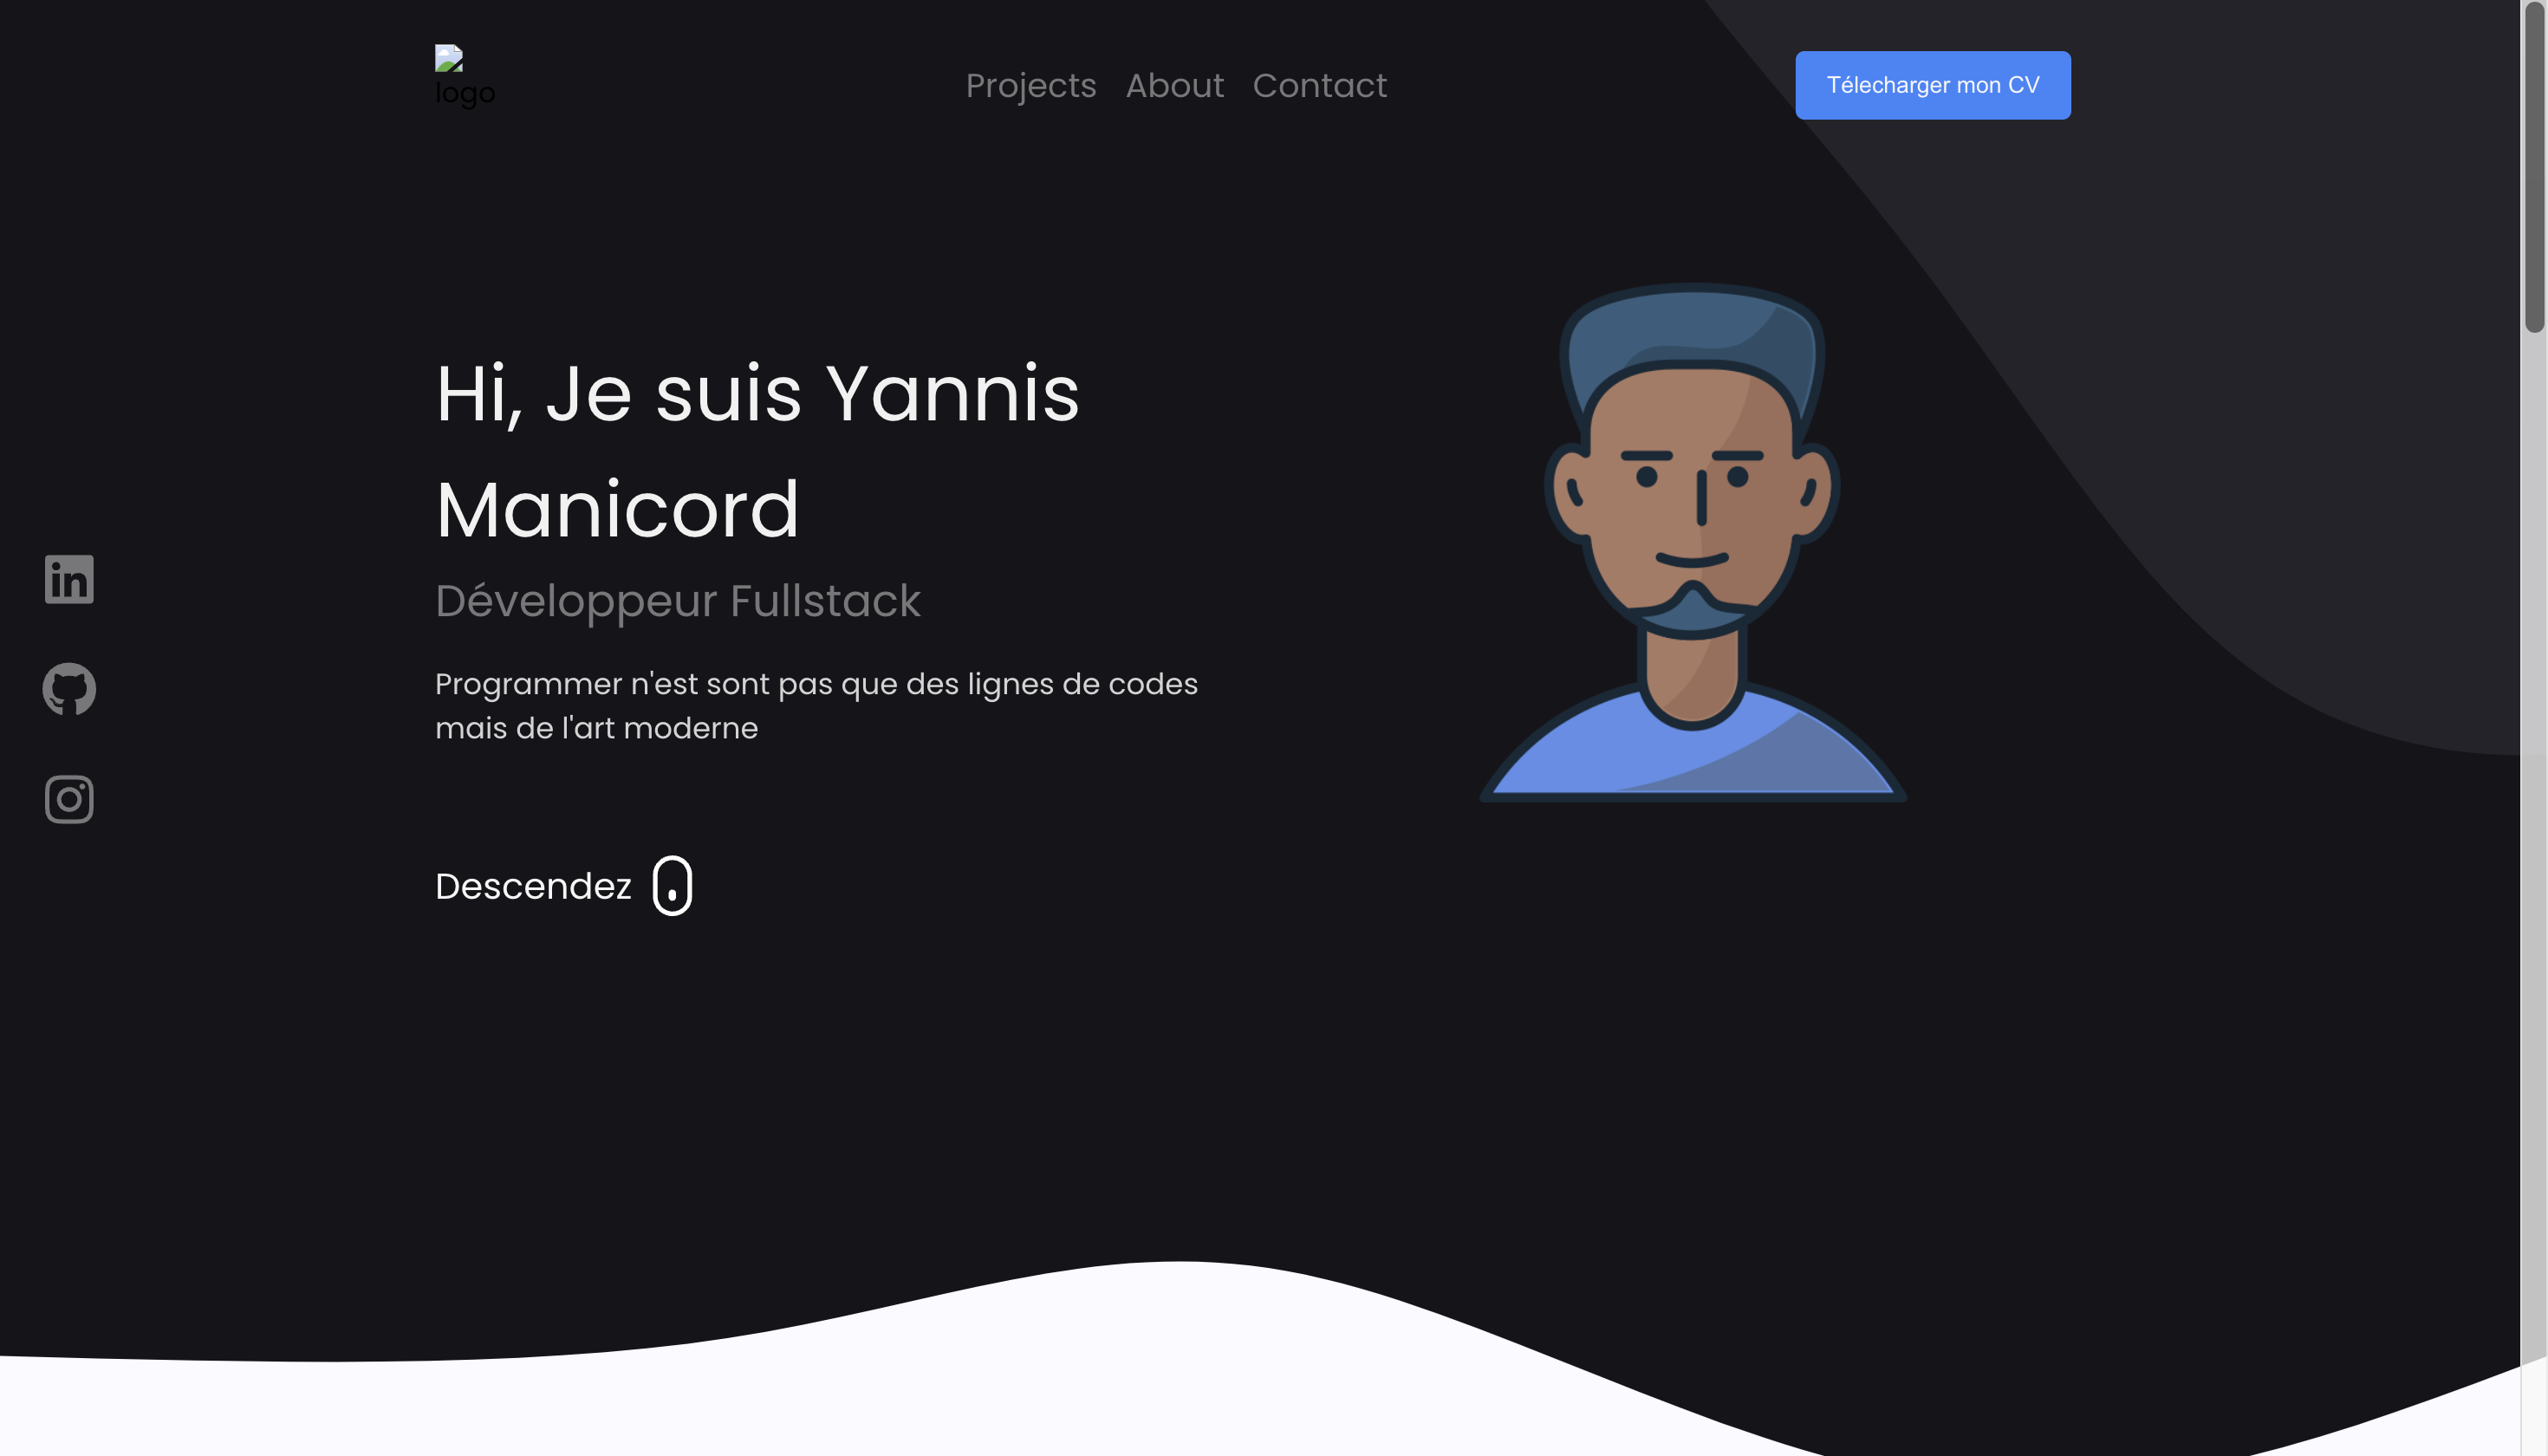 logo
Projects About Contact
Télecharger mon CV
Hi, Je suis Yannis
Manicord
Développeur Fullstack
Programmer n'est sont pas que des lignes de codes
mais de l'art moderne
Descendez